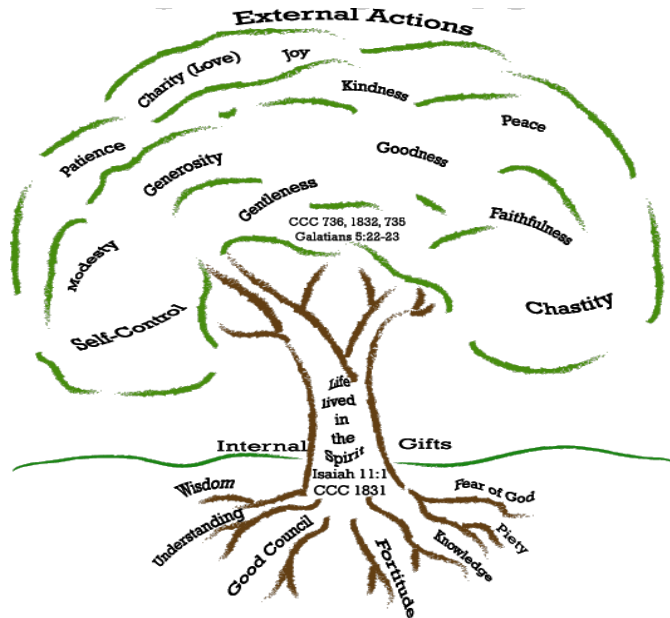 External Actions
Charity (Love)
Joy
Kindness
Peace
Patience
Generosity
Goodness
Gentleness
CCC 736, 1832, 735
Galatians 5:22-23
Faithfulness
Modesty
Self-Control
Chastity
Life
lived
in
the
Spirit
Internal
Gifts
Isaiah 11:1
CCC 1831
Wisdom
Understanding
Good Council
Fortitude
Knowledge
Piety
Fear of God